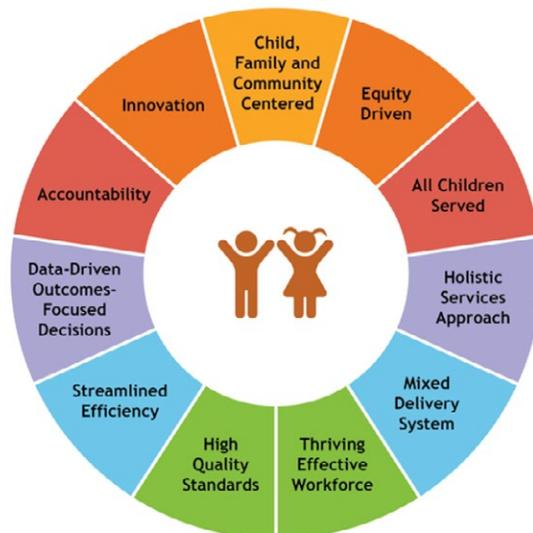 Child,
Family and
Community
Centered
Equity
Driven
All Children
Served
Holistic
Services
Approach
Mixed
Delivery
System
Thriving
Effective
Workforce
High
Quality
Standards
Streamlined
Efficiency
Data-Driven
Outcomes-
Focused
Decisions
Accountability
Innovation